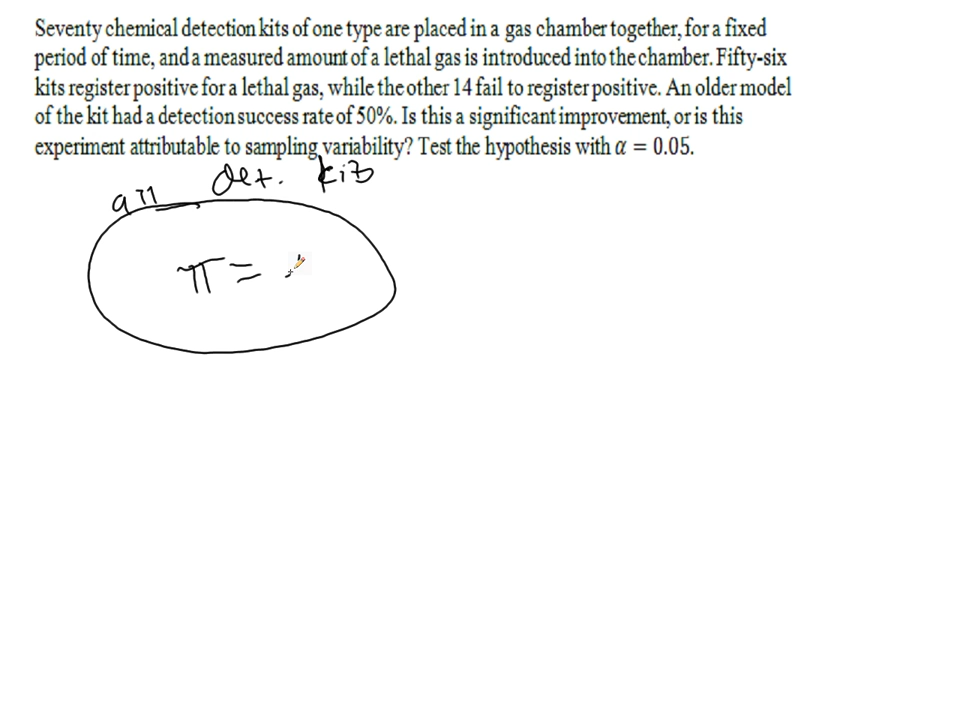 Seventy chemical detection kits of one type are placed in a gas chamber together, for a fixed
period of time, and a measured amount of a lethal gas is introduced into the chamber. Fifty-six
kits register positive for a lethal gas, while the other 14 fail to register positive. An older model
of the kit had a detection success rate of 50%. Is this a significant improvement, or is this
experiment attributable to sampling variability? Test the hypothesis with α = 0.05.
all det. kits
π =